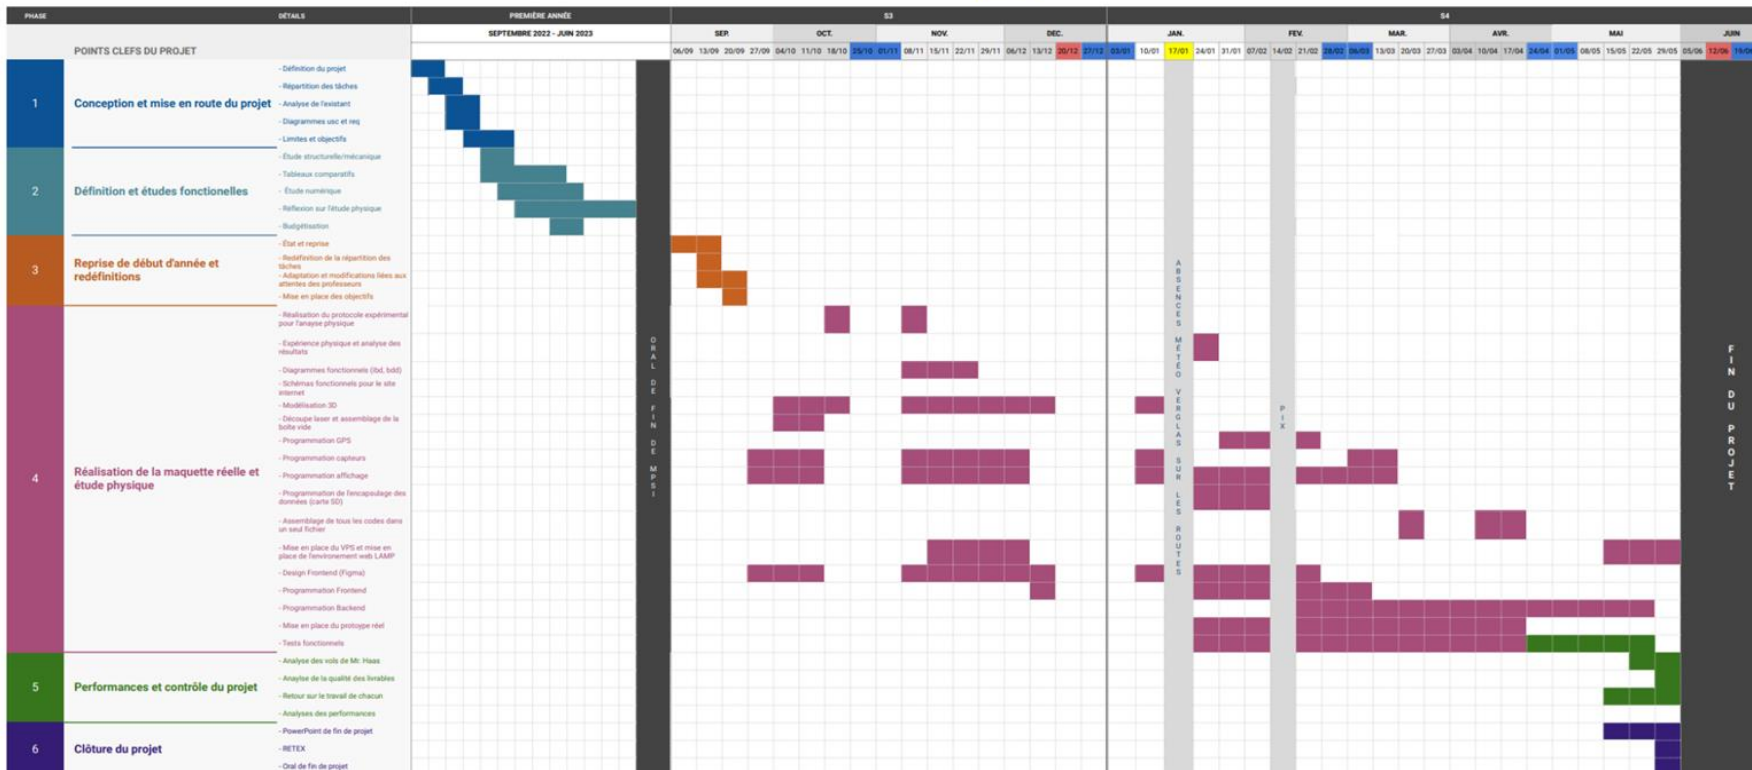 PHASE DÉTAILS PREMIÈRE ANNÉE S3 S4
SEPTEMBRE 2022 - JUIN 2023 SEP. OCT. NOV. DEC. JAN. FEV. MAR. AVR. MAI JUIN
POINTS CLEFS DU PROJET 06/09 13/09 20/09 27/09 04/10 11/10 18/10 25/10 01/11 08/11 15/11 22/11 29/11 06/12 13/12 20/12 27/12 03/01 10/01 17/01 24/01 31/01 07/02 14/02 21/02 28/02 06/03 13/03 20/03 27/03 03/04 10/04 17/04 24/04 01/05 08/05 15/05 22/05 29/05 05/06 12/06 19/06
1 Conception et mise en route du projet
- Définition du projet
- Répartition des tâches
- Analyse de l'existant
- Diagrammes usc et req
- Limites et objectifs
2 Définition et études fonctionelles
- Étude structurelle/mécanique
- Tableaux comparatifs
- Étude numérique
- Réflexion sur l'étude physique
- Budgétisation
3 Reprise de début d'année et
redéfinitions
- État et reprise
- Redéfinition de la répartition des
tâches
- Adaptation et modifications liées aux
attentes des professeurs
- Mise en place des objectifs
4 Réalisation de la maquette réelle et
étude physique
- Réalisation du protocole expérimental
pour l'anayse physique
- Expérience physique et analyse des
résultats
- Diagrammes fonctionnels (ibd, bdd)
- Schémas fonctionnels pour le site
internet
- Modélisation 3D
- Découpe laser et assemblage de la
boîte vide
- Programmation GPS
- Programmation capteurs
- Programmation affichage
- Programmation de l'encapsulage des
données (carte SD)
- Assemblage de tous les codes dans
un seul fichier
- Mise en place du VPS et mise en
place de l'environement web LAMP
- Design Frontend (Figma)
- Programmation Frontend
- Programmation Backend
- Mise en place du protoype réel
- Tests fonctionnels
5 Performances et contrôle du projet
- Analyse des vols de Mr. Haas
- Anaylse de la qualité des livrables
- Retour sur le travail de chacun
- Analyses des performances
6 Clôture du projet
- PowerPoint de fin de projet
- RETEX
- Oral de fin de projet
ORAL DE FIN DE MPSI
ABSENCES MÉTÉO VERGLAS SUR LES ROUTES
PIX
FIN DU PROJET